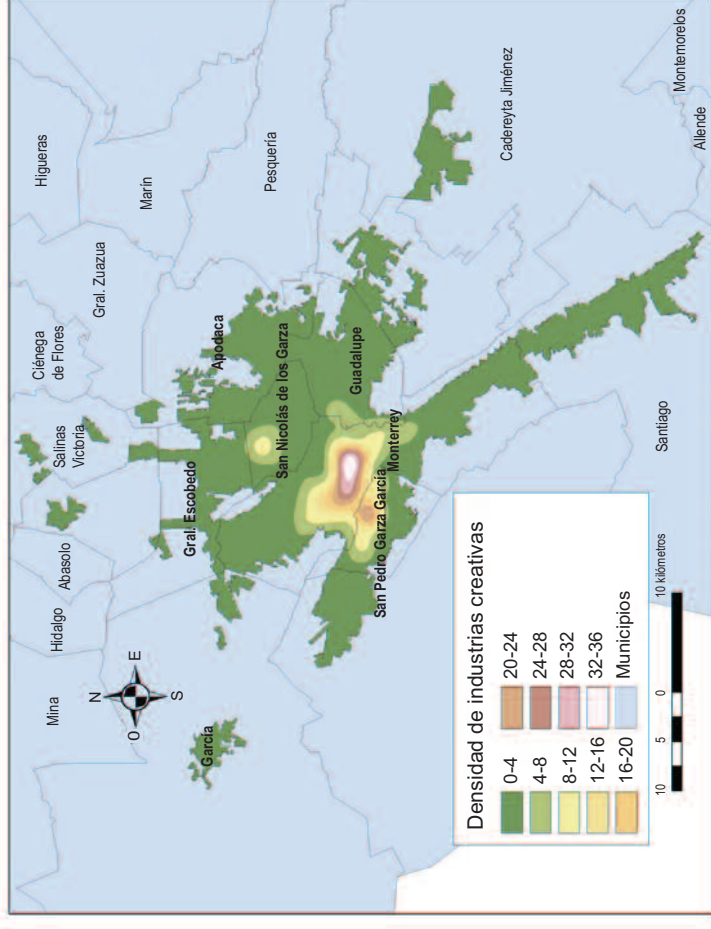 Mina
Hidalgo
Abasolo
Salinas
Victoria
Ciénega
de Flores
Higueras
Gral. Zuazua
Marín
Pesquería
N
O
E
S
García
Gral. Escobedo
Apodaca
San Nicolás de los Garza
Guadalupe
San Pedro Garza García
Monterrey
Cadereyta Jiménez
Santiago
Allende
Montemorelos
Densidad de industrias creativas
0-4
4-8
8-12
12-16
16-20
20-24
24-28
28-32
32-36
Municipios
10 5 0 10 kilómetros